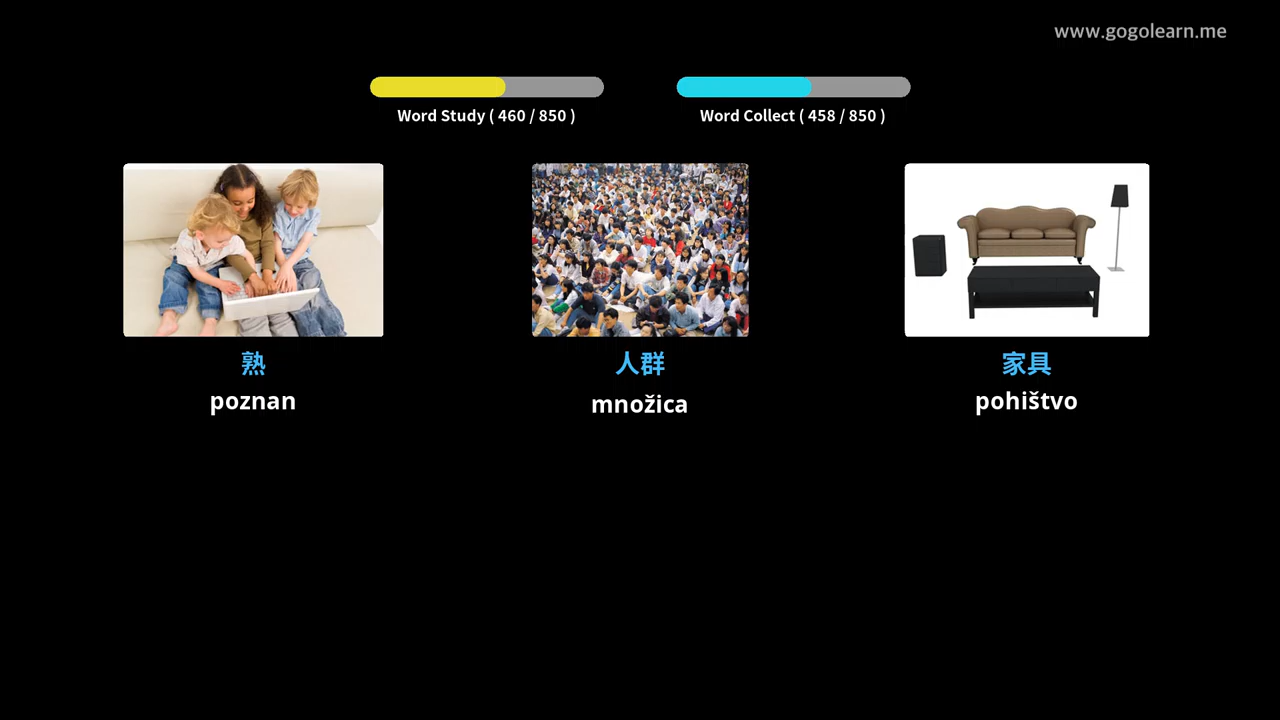 www.gogolearn.me
Word Study ( 460 / 850 )
Word Collect ( 458 / 850 )
熟
人群
家具
poznan
množica
pohištvo